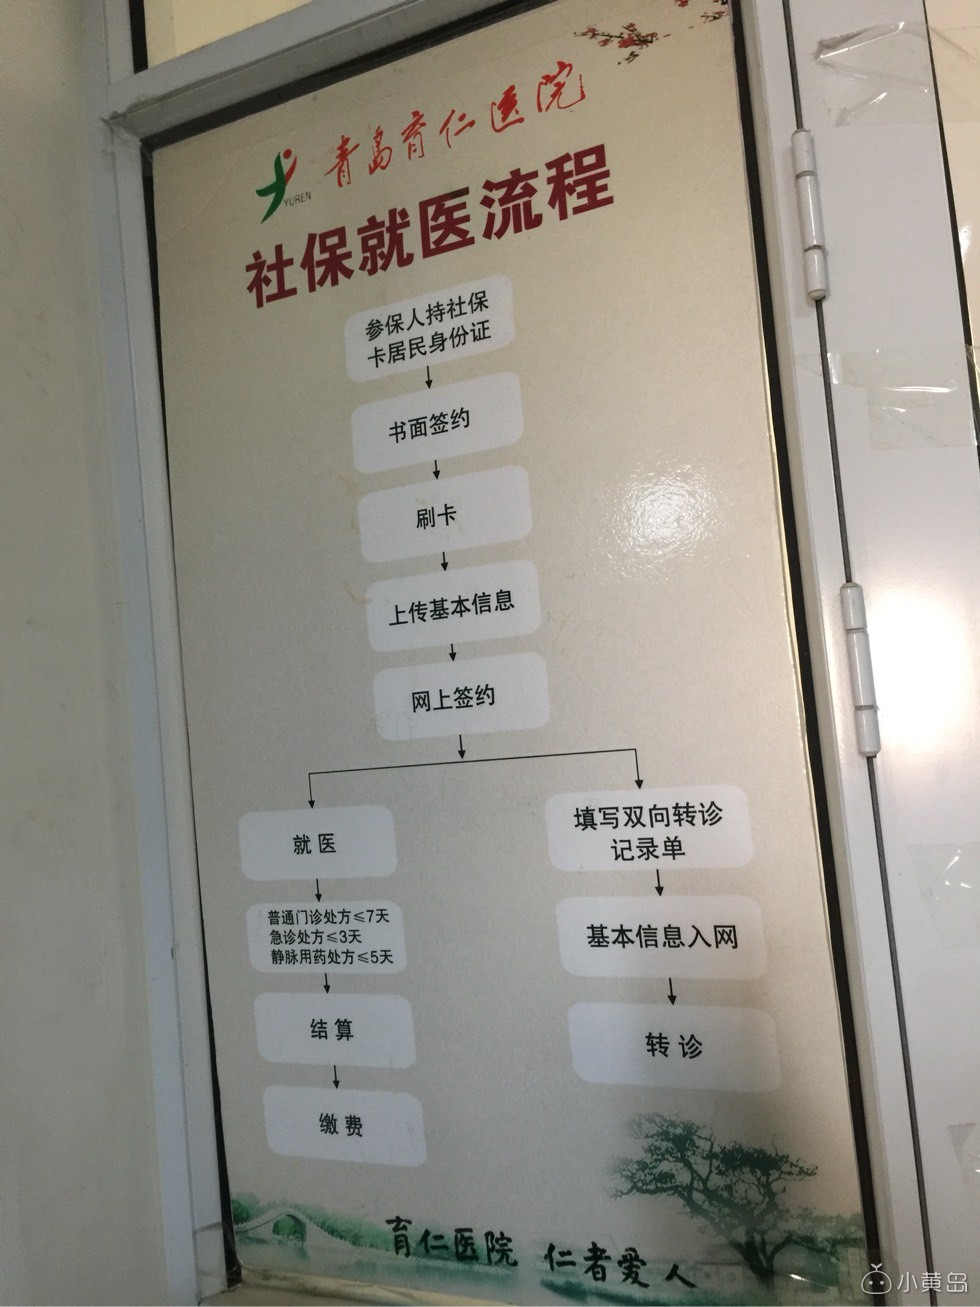 青岛育仁医院
YUREN
社保就医流程
参保人持社保
卡居民身份证
书面签约
刷卡
上传基本信息
网上签约
就医
填写双向转诊
记录单
普通门诊处方≤7天
急诊处方≤3天
静脉用药处方≤5天
基本信息入网
结算
转诊
缴费
育仁医院 仁者爱人
小黄岛